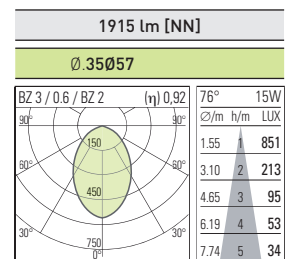 1915 lm [NN]
Ø.35Ø57
BZ 3 / 0.6 / BZ 2 (η) 0,92
90° 90°
150
60° 60°
450
30° 30°
750
0°
76° 15W
∅/m h/m LUX
1.55 1 851
3.10 2 213
4.65 3 95
6.19 4 53
7.74 5 34